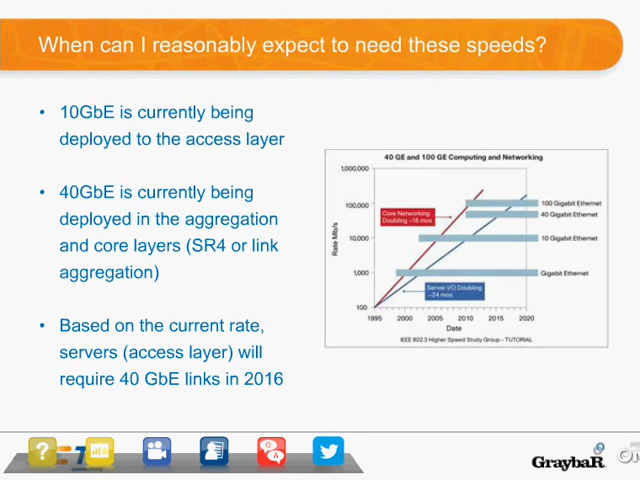 When can I reasonably expect to need these speeds?
• 10GbE is currently being
deployed to the access layer
• 40GbE is currently being
deployed in the aggregation
and core layers (SR4 or link
aggregation)
• Based on the current rate,
servers (access layer) will
require 40 GbE links in 2016
40 GE and 100 GE Computing and Networking
1,000,000
100,000
10,000
1,000
100
Rate Mb/s
Core Networking
Doubling ~18 mos
Server I/O Doubling
~24 mos
100 Gigabit Ethernet
40 Gigabit Ethernet
10 Gigabit Ethernet
Gigabit Ethernet
1995
2000
2005
2010
2015
2020
Date
IEEE 802.3 Higher Speed Study Group - TUTORIAL
?
Q
A
GraybaR